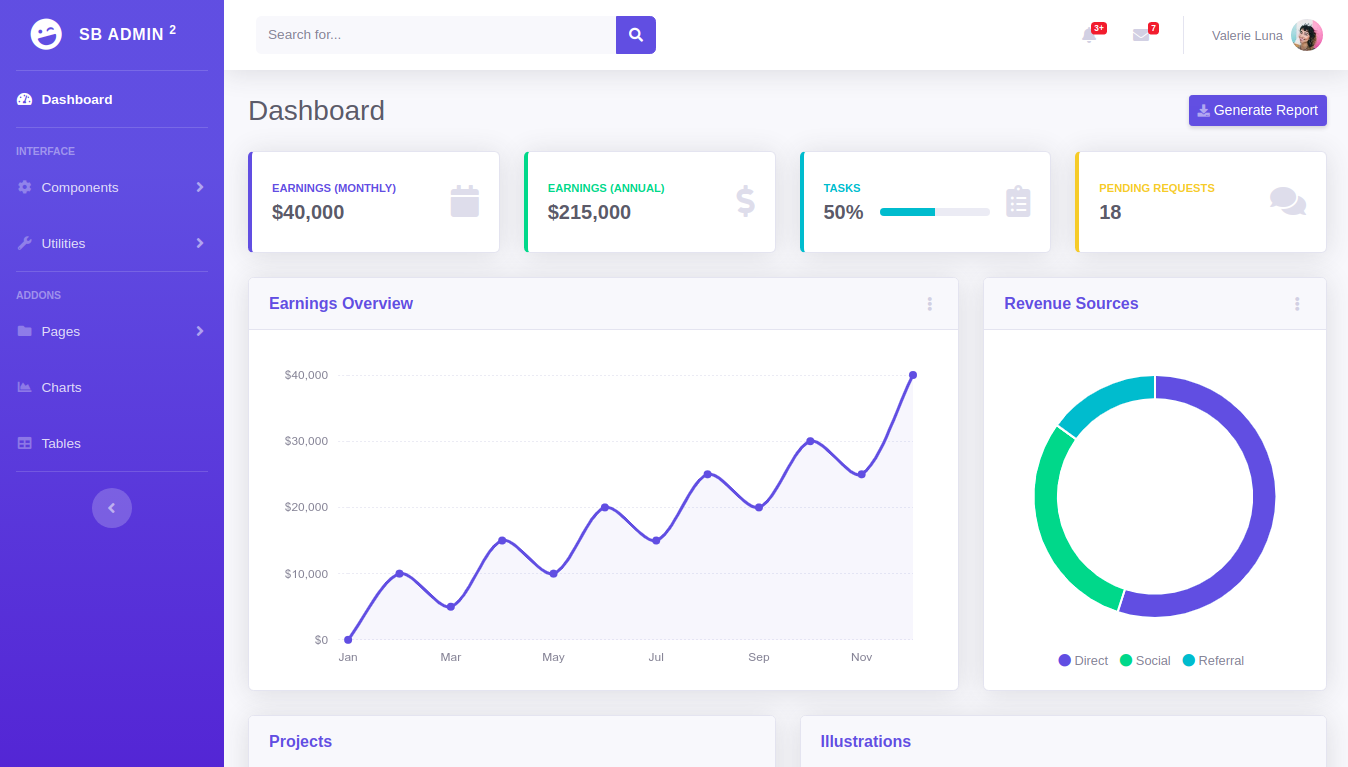 SB ADMIN 2
Search for...
3+
7
Valerie Luna
Dashboard
INTERFACE
Components
Utilities
ADDONS
Pages
Charts
Tables
Dashboard
Generate Report
EARNINGS (MONTHLY)
$40,000
EARNINGS (ANNUAL)
$215,000
TASKS
50%
PENDING REQUESTS
18
Earnings Overview
$40,000
$30,000
$20,000
$10,000
$0
Jan Mar May Jul Sep Nov
Revenue Sources
Direct Social Referral
Projects
Illustrations